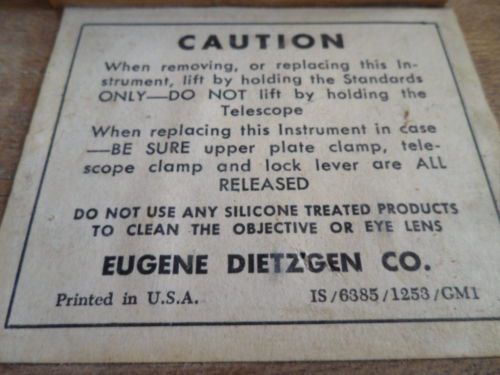 CAUTION
When removing, or replacing this In-
strument, lift by holding the Standards
ONLY—DO NOT lift by holding the
Telescope
When replacing this Instrument in case
—BE SURE upper plate clamp, tele-
scope clamp and lock lever are ALL
RELEASED
DO NOT USE ANY SILICONE TREATED PRODUCTS
TO CLEAN THE OBJECTIVE OR EYE LENS
EUGENE DIETZGEN CO.
Printed in U.S.A. IS/6385/1253/GM1